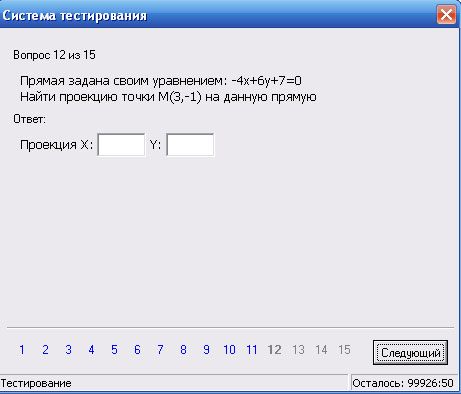 Система тестирования
Вопрос 12 из 15
Прямая задана своим уравнением: -4x+6y+7=0
Найти проекцию точки M(3,-1) на данную прямую
Ответ:
Проекция X: Y:
1 2 3 4 5 6 7 8 9 10 11 12 13 14 15
Следующий
Тестирование Осталось: 99926:50